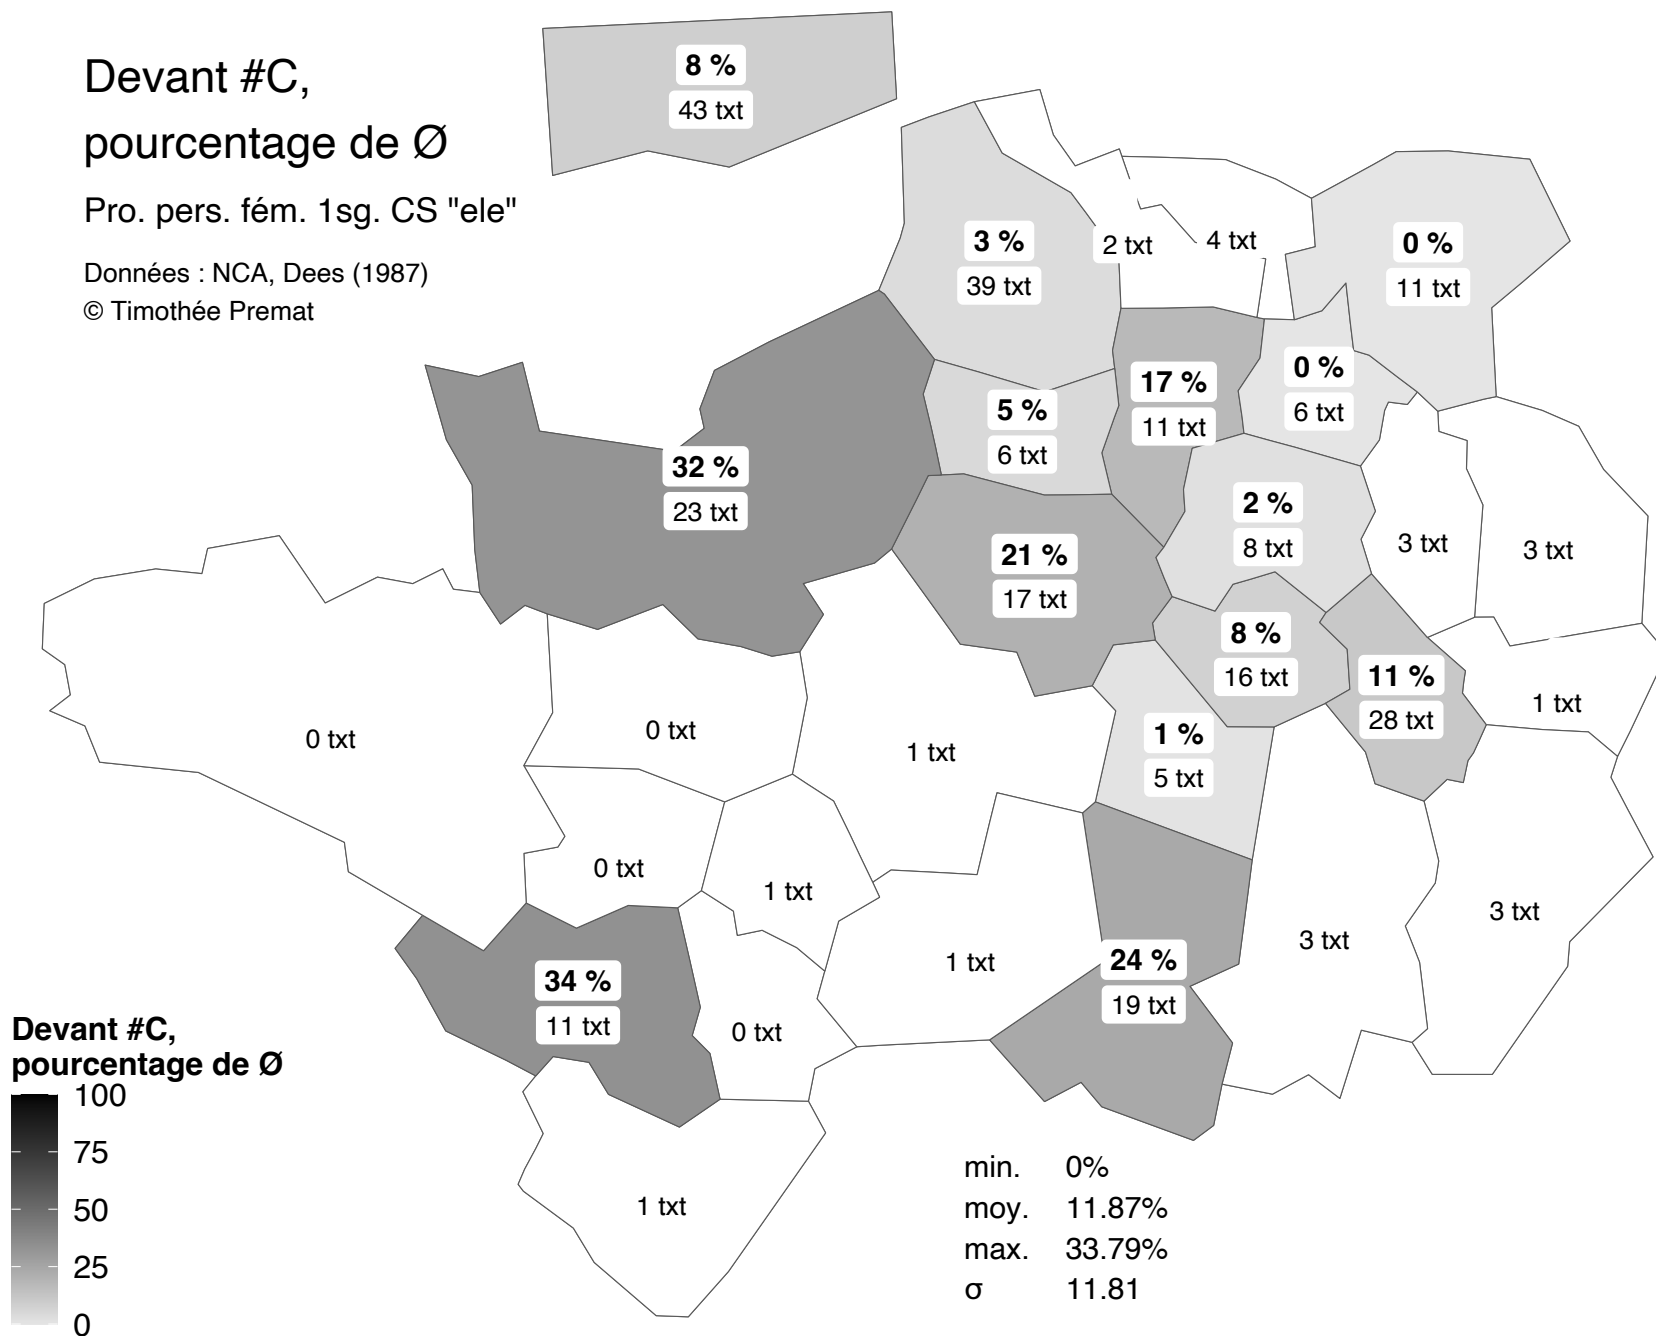 Devant #C,
pourcentage de Ø
Pro. pers. fém. 1sg. CS "ele"
Données : NCA, Dees (1987)
© Timothée Premat
8 %
43 txt
3 %
39 txt
2 txt
4 txt
0 %
11 txt
17 %
11 txt
0 %
6 txt
5 %
6 txt
32 %
23 txt
2 %
8 txt
21 %
17 txt
3 txt
3 txt
8 %
16 txt
11 %
28 txt
1 txt
0 txt
0 txt
1 txt
1 %
5 txt
0 txt
1 txt
3 txt
3 txt
1 txt
24 %
19 txt
34 %
11 txt
0 txt
1 txt
Devant #C,
pourcentage de Ø
100
75
50
25
0
min. 0%
moy. 11.87%
max. 33.79%
σ 11.81